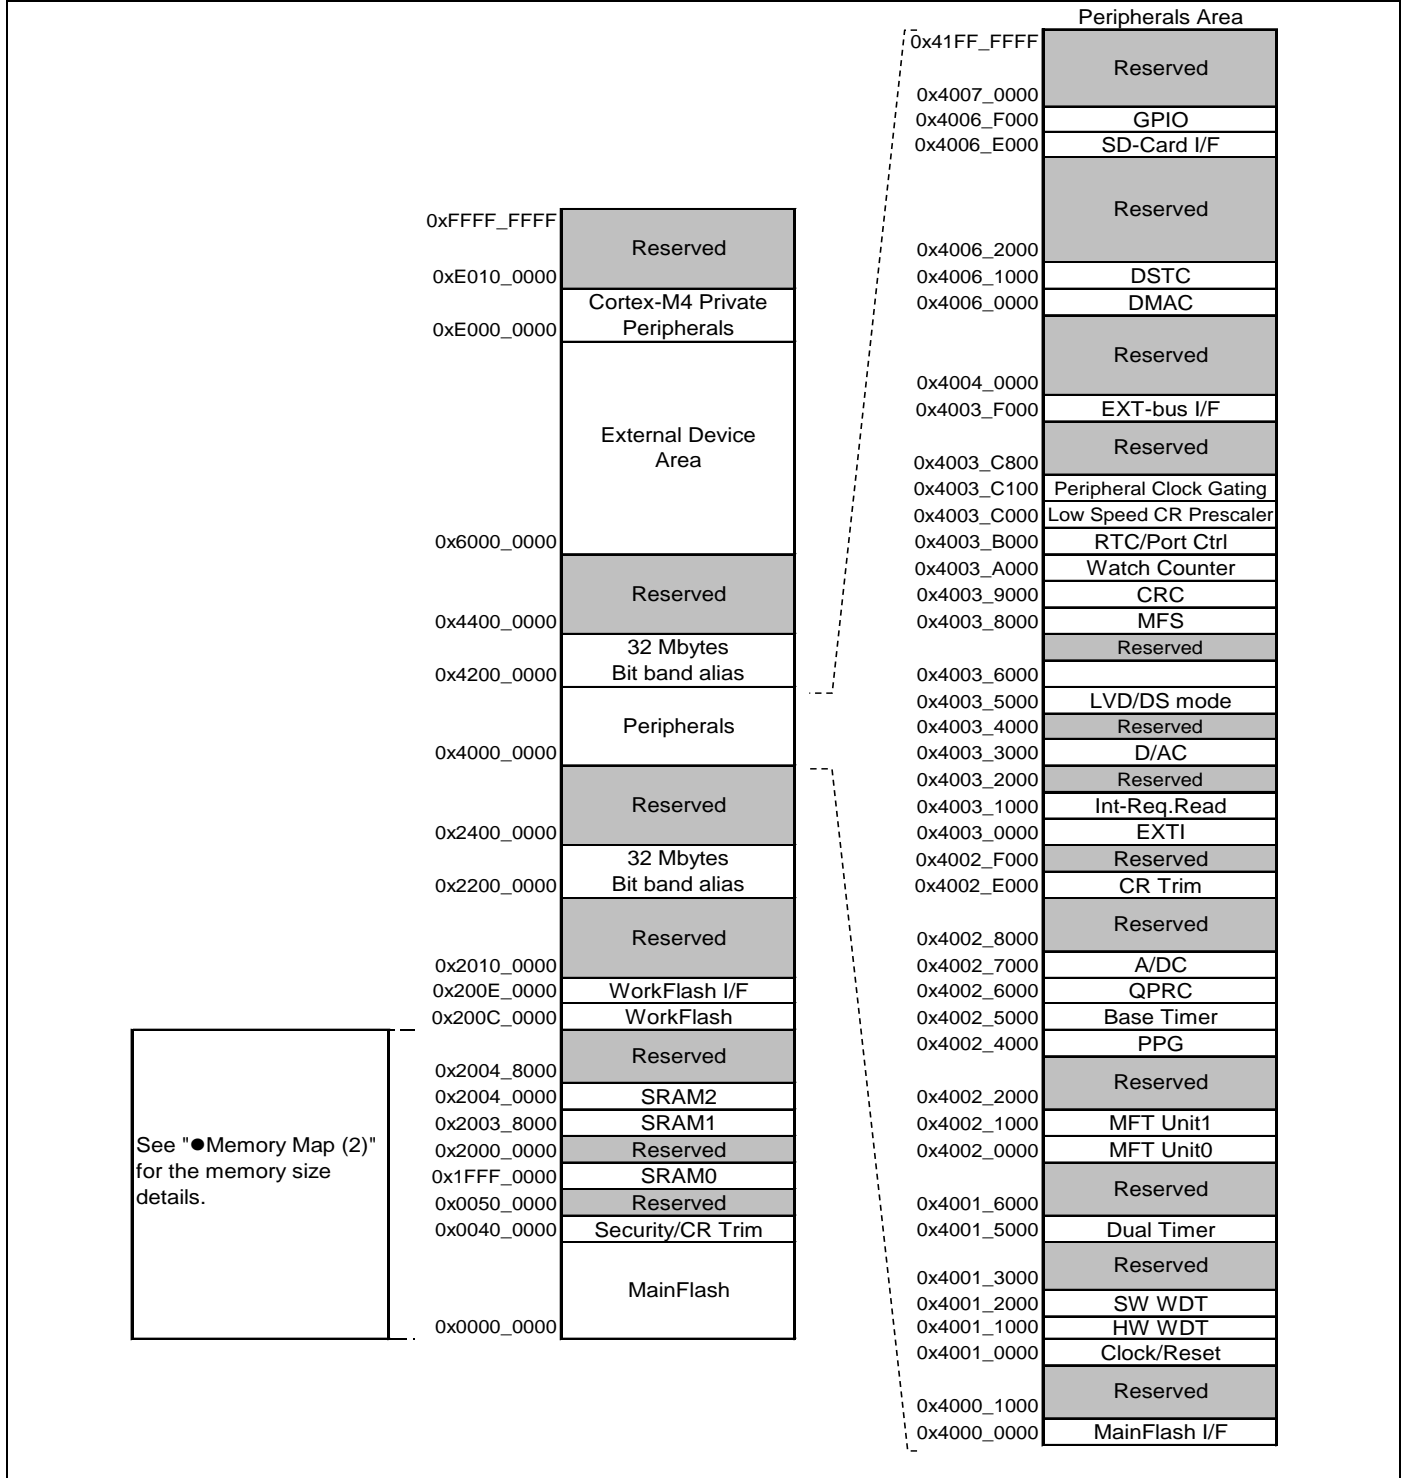 Peripherals Area
0x41FF_FFFF
Reserved
0x4007_0000
0x4006_F000 GPIO
0x4006_E000 SD-Card I/F
Reserved
0x4006_2000
0x4006_1000 DSTC
0x4006_0000 DMAC
Reserved
0x4004_0000
0x4003_F000 EXT-bus I/F
Reserved
0x4003_C800
0x4003_C100 Peripheral Clock Gating
0x4003_C000 Low Speed CR Prescaler
0x4003_B000 RTC/Port Ctrl
0x4003_A000 Watch Counter
0x4003_9000 CRC
0x4003_8000 MFS
Reserved
0x4003_6000
0x4003_5000 LVD/DS mode
0x4003_4000 Reserved
0x4003_3000 D/AC
0x4003_2000 Reserved
0x4003_1000 Int-Req.Read
0x4003_0000 EXTI
0x4002_F000 Reserved
0x4002_E000 CR Trim
Reserved
0x4002_8000
0x4002_7000 A/DC
0x4002_6000 QPRC
0x4002_5000 Base Timer
0x4002_4000 PPG
Reserved
0x4002_2000
0x4002_1000 MFT Unit1
0x4002_0000 MFT Unit0
Reserved
0x4001_6000
0x4001_5000 Dual Timer
Reserved
0x4001_3000
0x4001_2000 SW WDT
0x4001_1000 HW WDT
0x4001_0000 Clock/Reset
Reserved
0x4000_1000
0x4000_0000 MainFlash I/F
0xFFFF_FFFF
Reserved
0xE010_0000
Cortex-M4 Private
0xE000_0000 Peripherals
External Device
Area
0x6000_0000
Reserved
0x4400_0000
32 Mbytes
0x4200_0000 Bit band alias
Peripherals
0x4000_0000
Reserved
0x2400_0000
32 Mbytes
0x2200_0000 Bit band alias
Reserved
0x2010_0000
0x200E_0000 WorkFlash I/F
0x200C_0000 WorkFlash
Reserved
0x2004_8000
0x2004_0000 SRAM2
0x2003_8000 SRAM1
0x2000_0000 Reserved
0x1FFF_0000 SRAM0
0x0050_0000 Reserved
0x0040_0000 Security/CR Trim
MainFlash
0x0000_0000
See "●Memory Map (2)"
for the memory size
details.